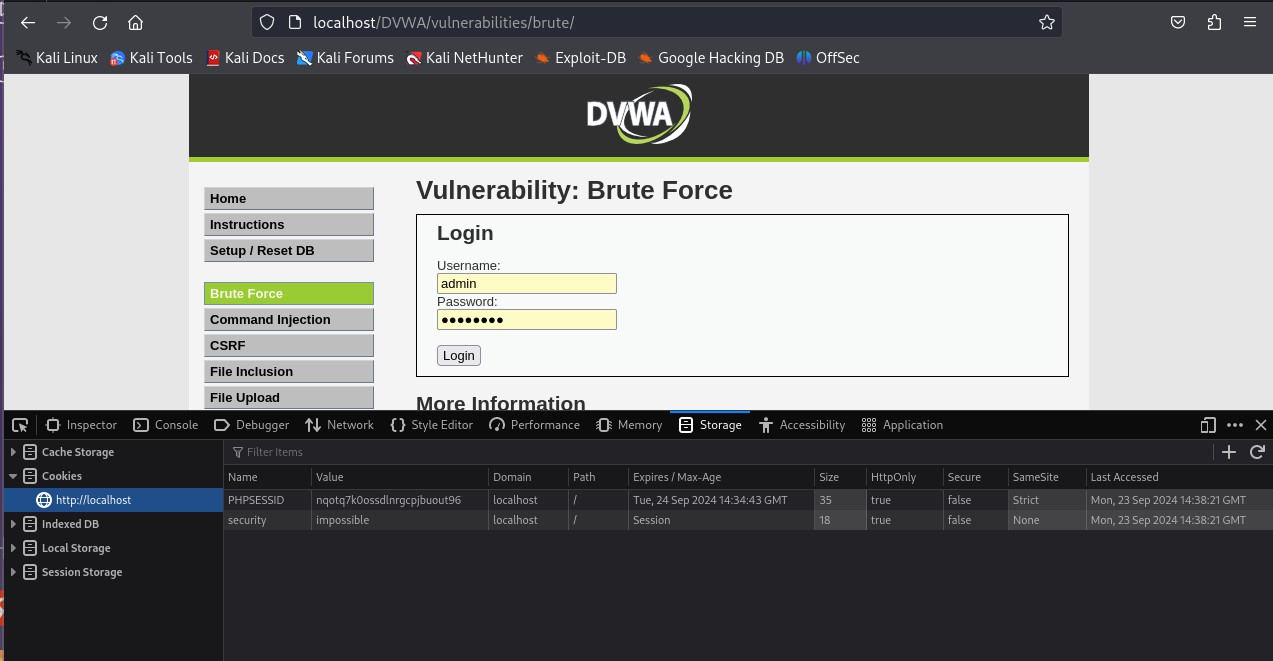 localhost/DVWA/vulnerabilities/brute/
Kali Linux Kali Tools Kali Docs Kali Forums Kali NetHunter Exploit-DB Google Hacking DB OffSec
DVWA
Home
Instructions
Setup / Reset DB
Brute Force
Command Injection
CSRF
File Inclusion
File Upload
Vulnerability: Brute Force
Login
Username:
admin
Password:
●●●●●●●●
Login
More Information
Inspector Console Debugger Network Style Editor Performance Memory Storage Accessibility Application
Cache Storage
Cookies
http://localhost
Indexed DB
Local Storage
Session Storage
Filter Items
Name Value Domain Path Expires / Max-Age Size HttpOnly Secure SameSite Last Accessed
PHPSESSID nqotq7k0ossdlnrgcpjbuout96 localhost / Tue, 24 Sep 2024 14:34:43 GMT 35 true false Strict Mon, 23 Sep 2024 14:38:21 GMT
security impossible localhost / Session 18 true false None Mon, 23 Sep 2024 14:38:21 GMT